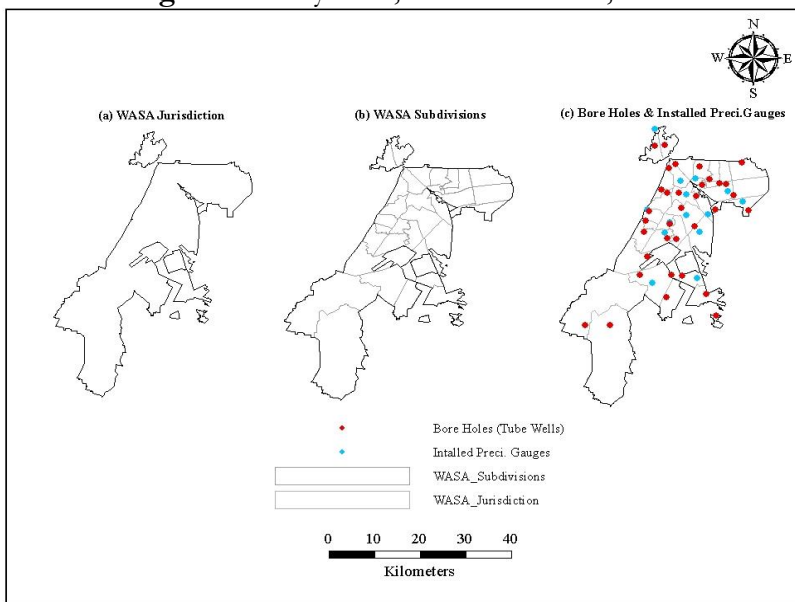 N
W E
S
(a) WASA Jurisdiction (b) WASA Subdivisions (c) Bore Holes & Installed Preci.Gauges
Bore Holes (Tube Wells)
Intalled Preci. Gauges
WASA_Subdivisions
WASA_Jurisdiction
0 10 20 30 40
Kilometers